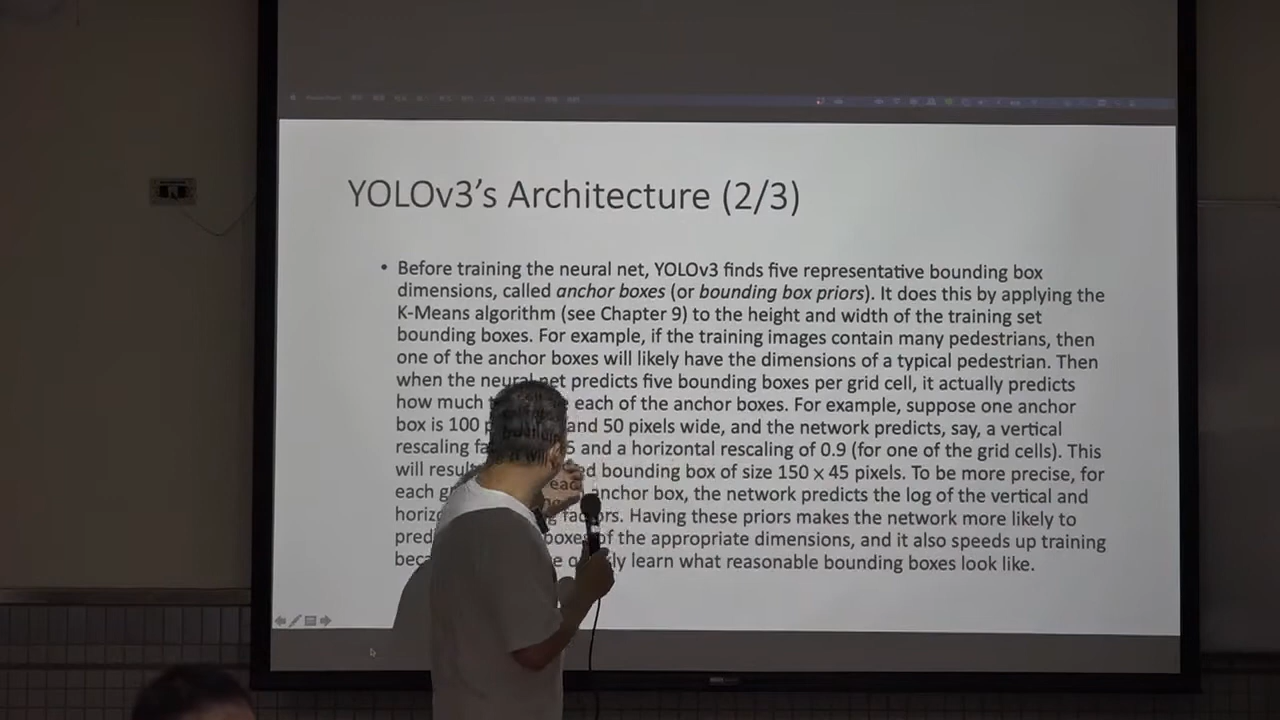 YOLOv3's Architecture (2/3)
• Before training the neural net, YOLOv3 finds five representative bounding box
dimensions, called anchor boxes (or bounding box priors). It does this by applying the
K-Means algorithm (see Chapter 9) to the height and width of the training set
bounding boxes. For example, if the training images contain many pedestrians, then
one of the anchor boxes will likely have the dimensions of a typical pedestrian. Then
when the neural net predicts five bounding boxes per grid cell, it actually predicts
how much each of the anchor boxes. For example, suppose one anchor
box is 100 and 50 pixels wide, and the network predicts, say, a vertical
rescaling and a horizontal rescaling of 0.9 (for one of the grid cells). This
will bounding box of size 150 × 45 pixels. To be more precise, for
each anchor box, the network predicts the log of the vertical and
factors. Having these priors makes the network more likely to
boxes of the appropriate dimensions, and it also speeds up training
learn what reasonable bounding boxes look like.